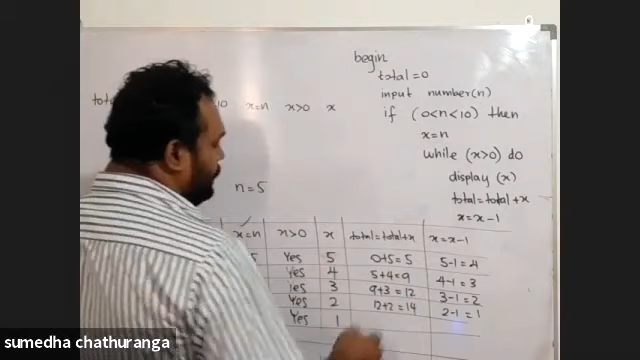 begin
total=0
input number(n)
if (0<n<10) then
x=n
while (x>0) do
display (x)
total=total+x
x=x-1
tot 10 x=n x>0 x
n=5
x=n x>0 x total=total+x x=x-1
5 Yes 5 0+5=5 5-1=4
Yes 4 5+4=9 4-1=3
Yes 3 9+3=12 3-1=2
Yes 2 12+2=14 2-1=1
Yes 1
sumedha chathuranga